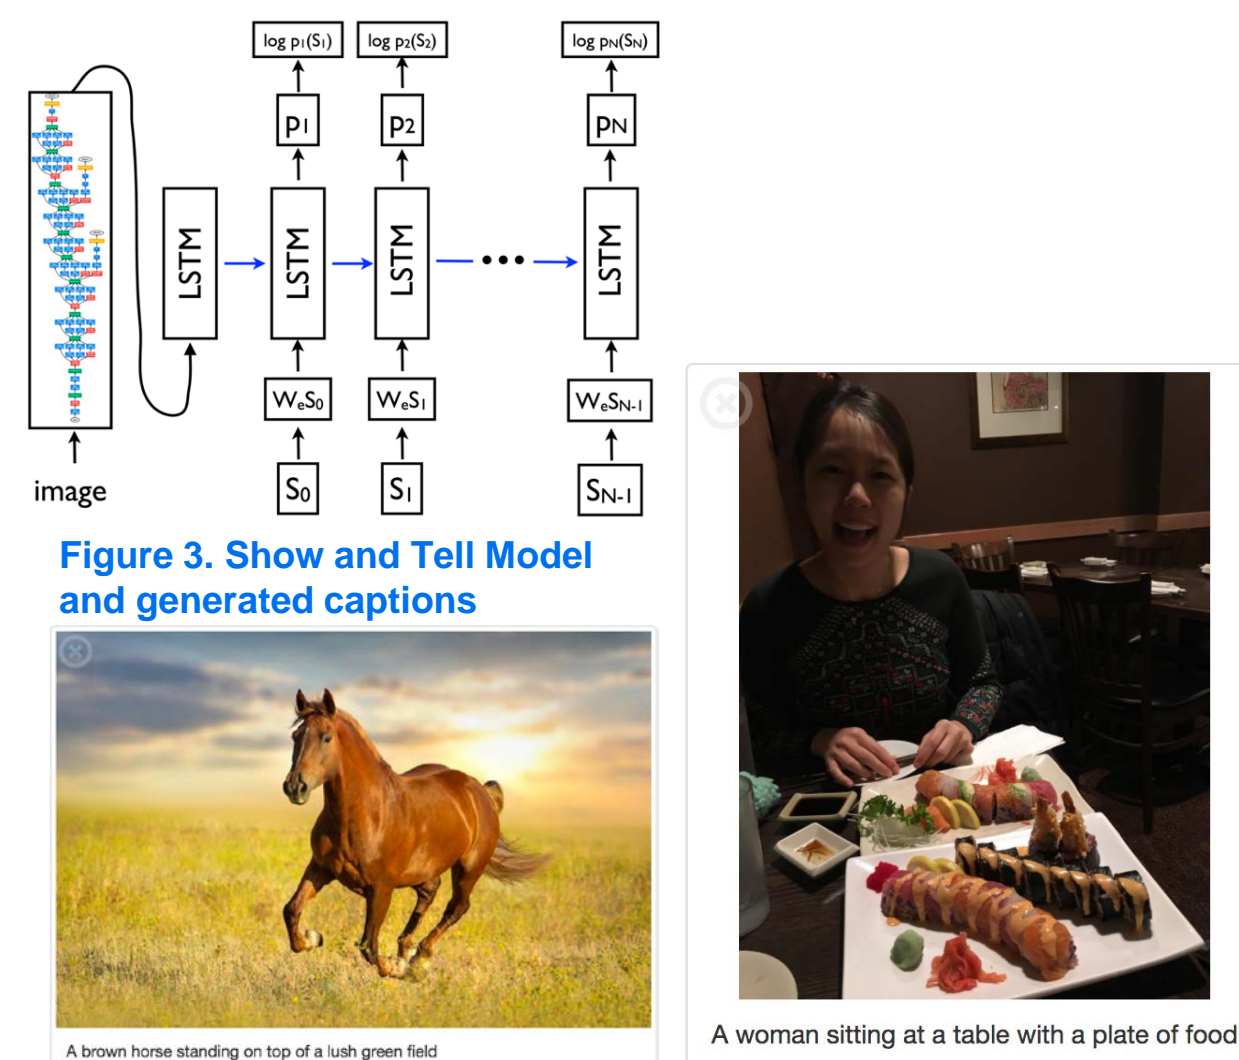 log p1(S1) log p2(S2) log pN(SN)
p1 p2 pN
LSTM LSTM LSTM LSTM
WeS0 WeS1 WeSN-1
S0 S1 SN-1
image
Figure 3. Show and Tell Model
and generated captions
A brown horse standing on top of a lush green field
A woman sitting at a table with a plate of food